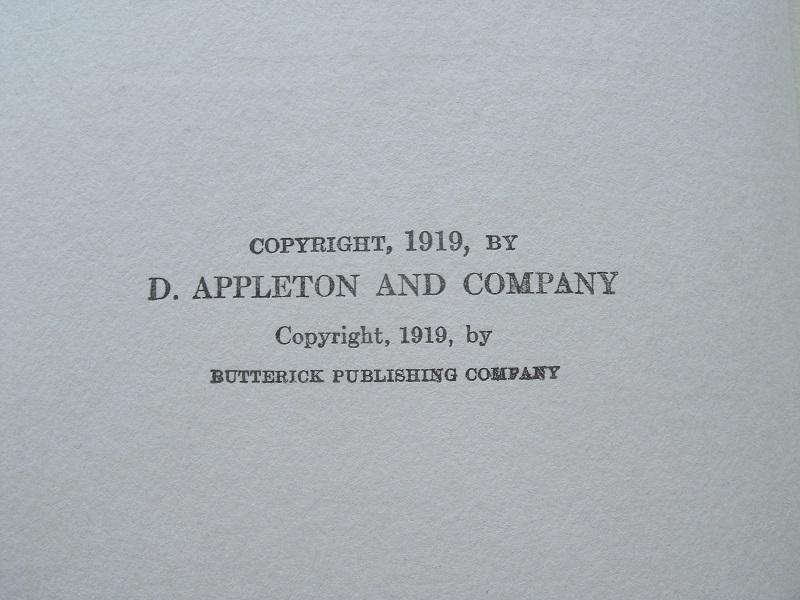 COPYRIGHT, 1919, BY
D. APPLETON AND COMPANY
Copyright, 1919, by
BUTTERICK PUBLISHING COMPANY